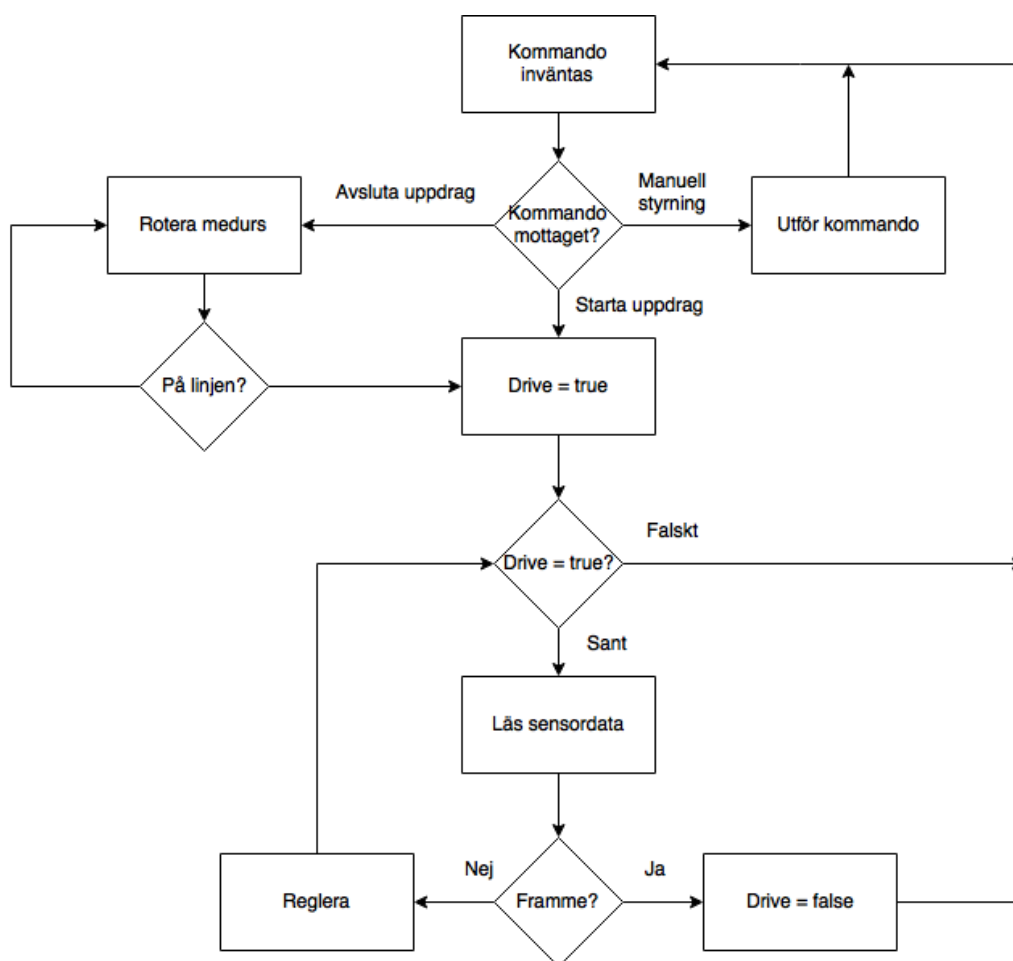 Kommando
inväntas
Avsluta uppdrag
Manuell
styrning
Rotera medurs
Kommando
mottaget?
Utför kommando
Starta uppdrag
På linjen?
Drive = true
Falskt
Drive = true?
Sant
Läs sensordata
Nej
Ja
Reglera
Framme?
Drive = false